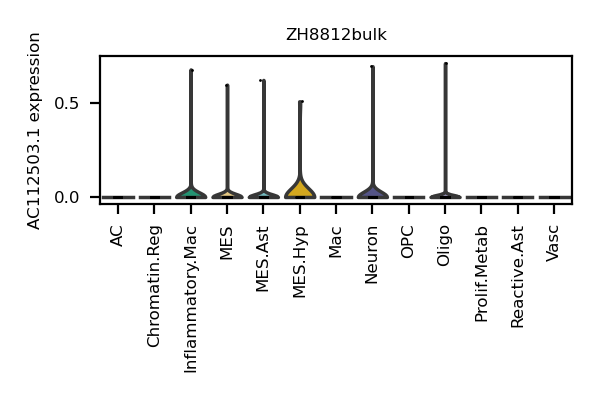 ZH8812bulk
AC112503.1 expression
0.5
0.0
AC
Chromatin.Reg
Inflammatory.Mac
MES
MES.Ast
MES.Hyp
Mac
Neuron
OPC
Oligo
Prolif.Metab
Reactive.Ast
Vasc